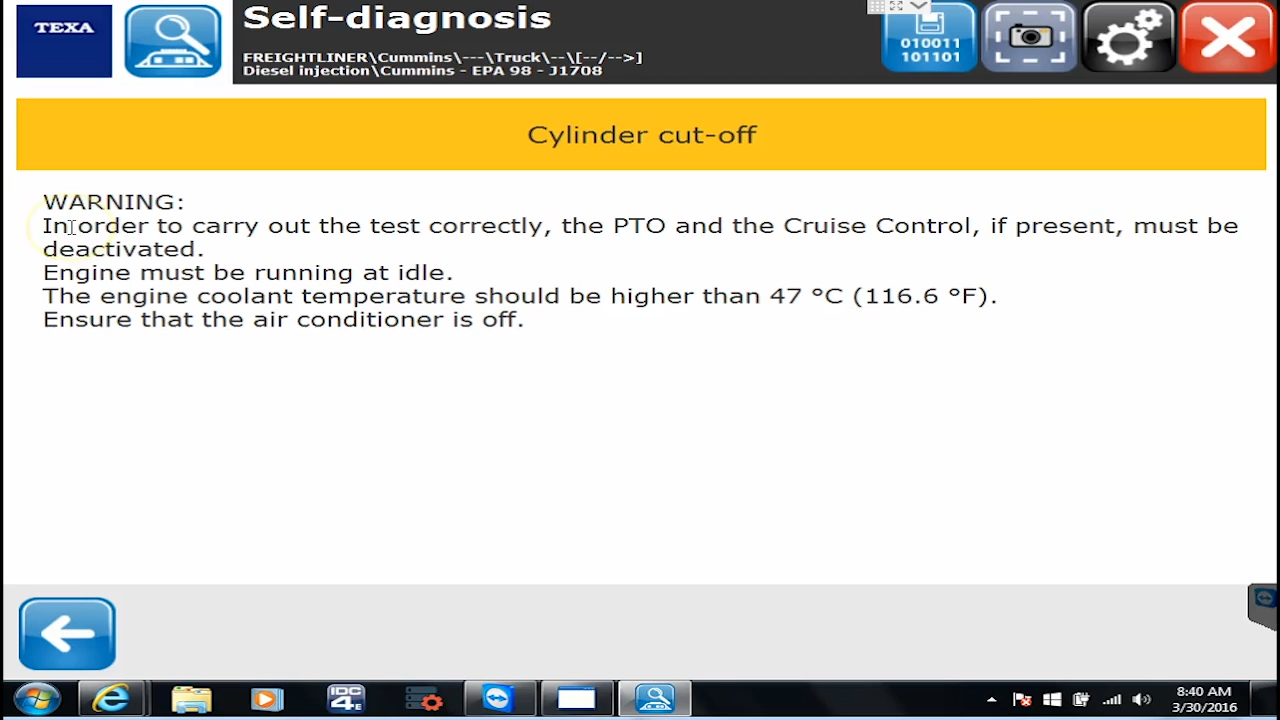 TEXA
Self-diagnosis
FREIGHTLINER\Cummins\---\Truck\--\[--/-->]
Diesel injection\Cummins - EPA 98 - J1708
010011
101101
Cylinder cut-off
WARNING:
In order to carry out the test correctly, the PTO and the Cruise Control, if present, must be
deactivated.
Engine must be running at idle.
The engine coolant temperature should be higher than 47 °C (116.6 °F).
Ensure that the air conditioner is off.
IDC
4E
8:40 AM
3/30/2016